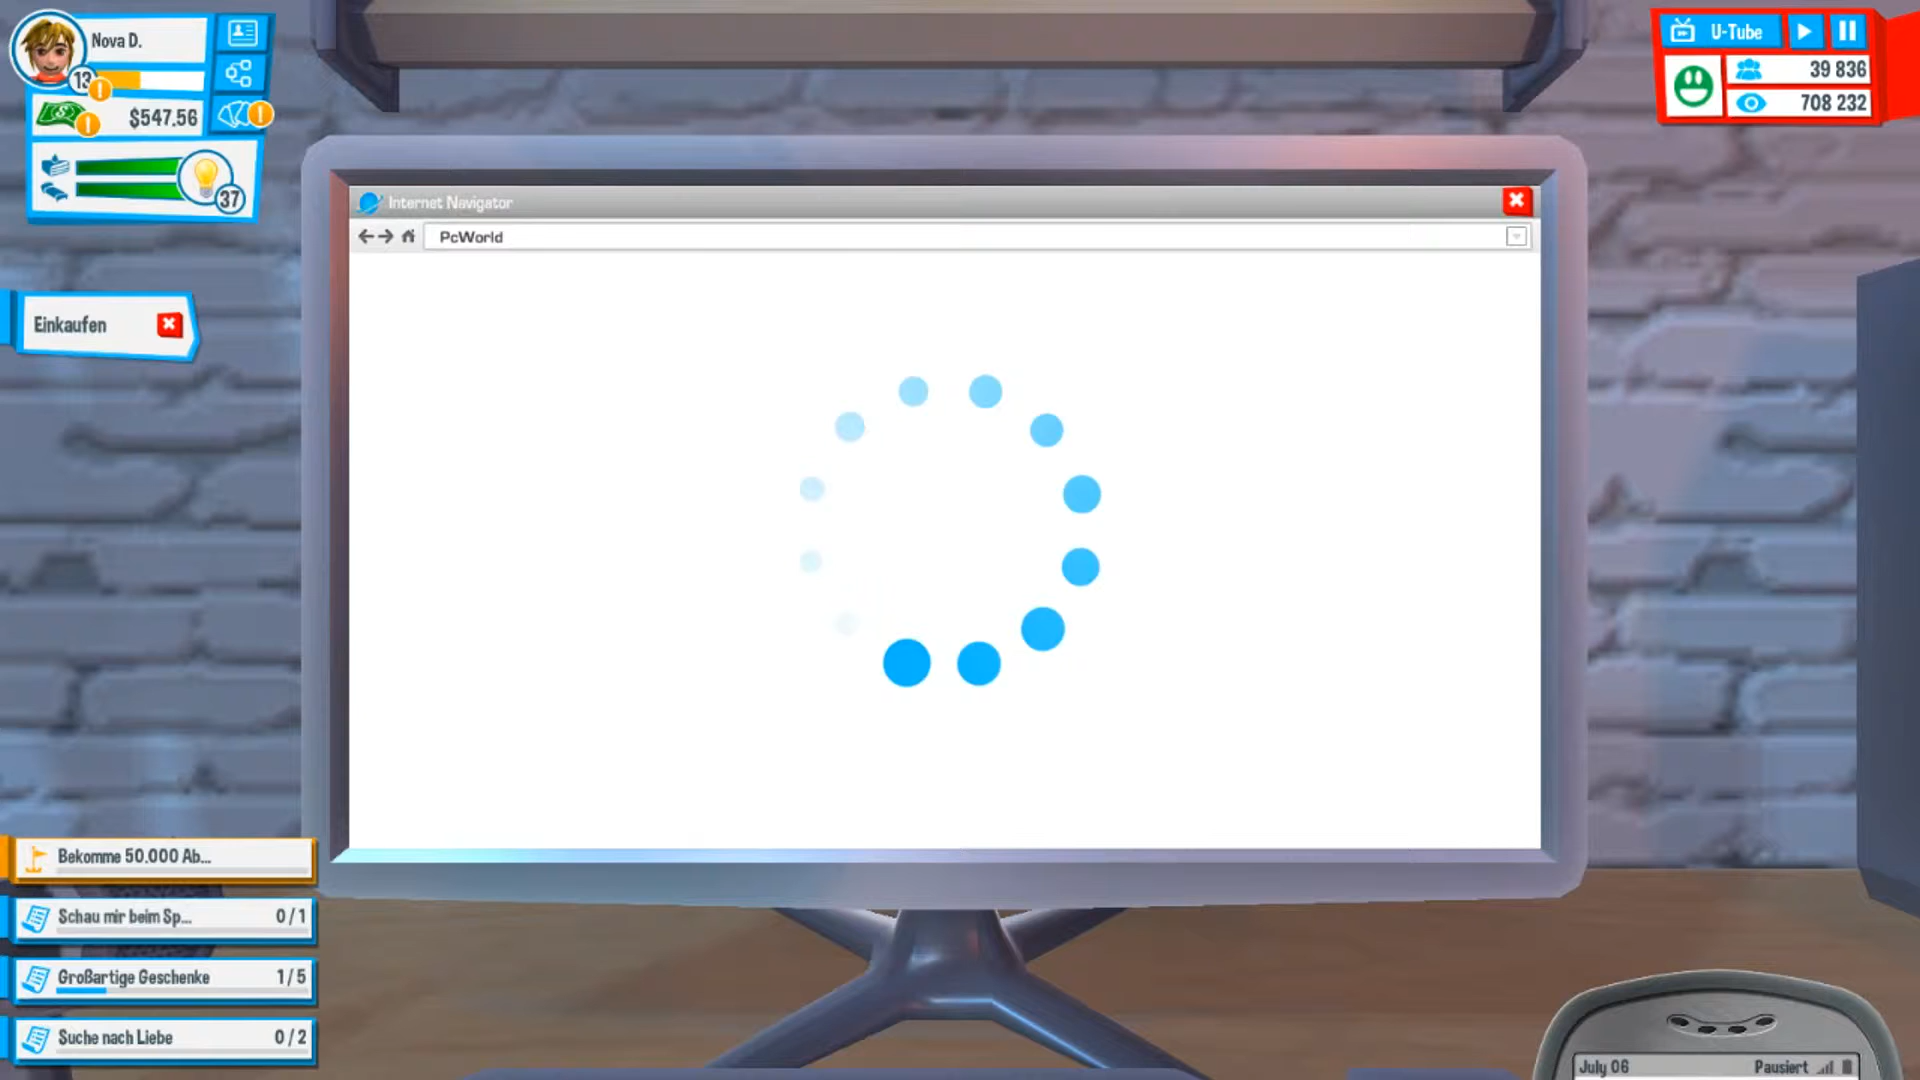 Nova D.
13
$547.56
37
U-Tube
39 836
708 232
Internet Navigator
PcWorld
Einkaufen
Bekomme 50.000 Ab...
Schau mir beim Sp... 0/1
Großartige Geschenke 1/5
Suche nach Liebe 0/2
July 06 Pausiert